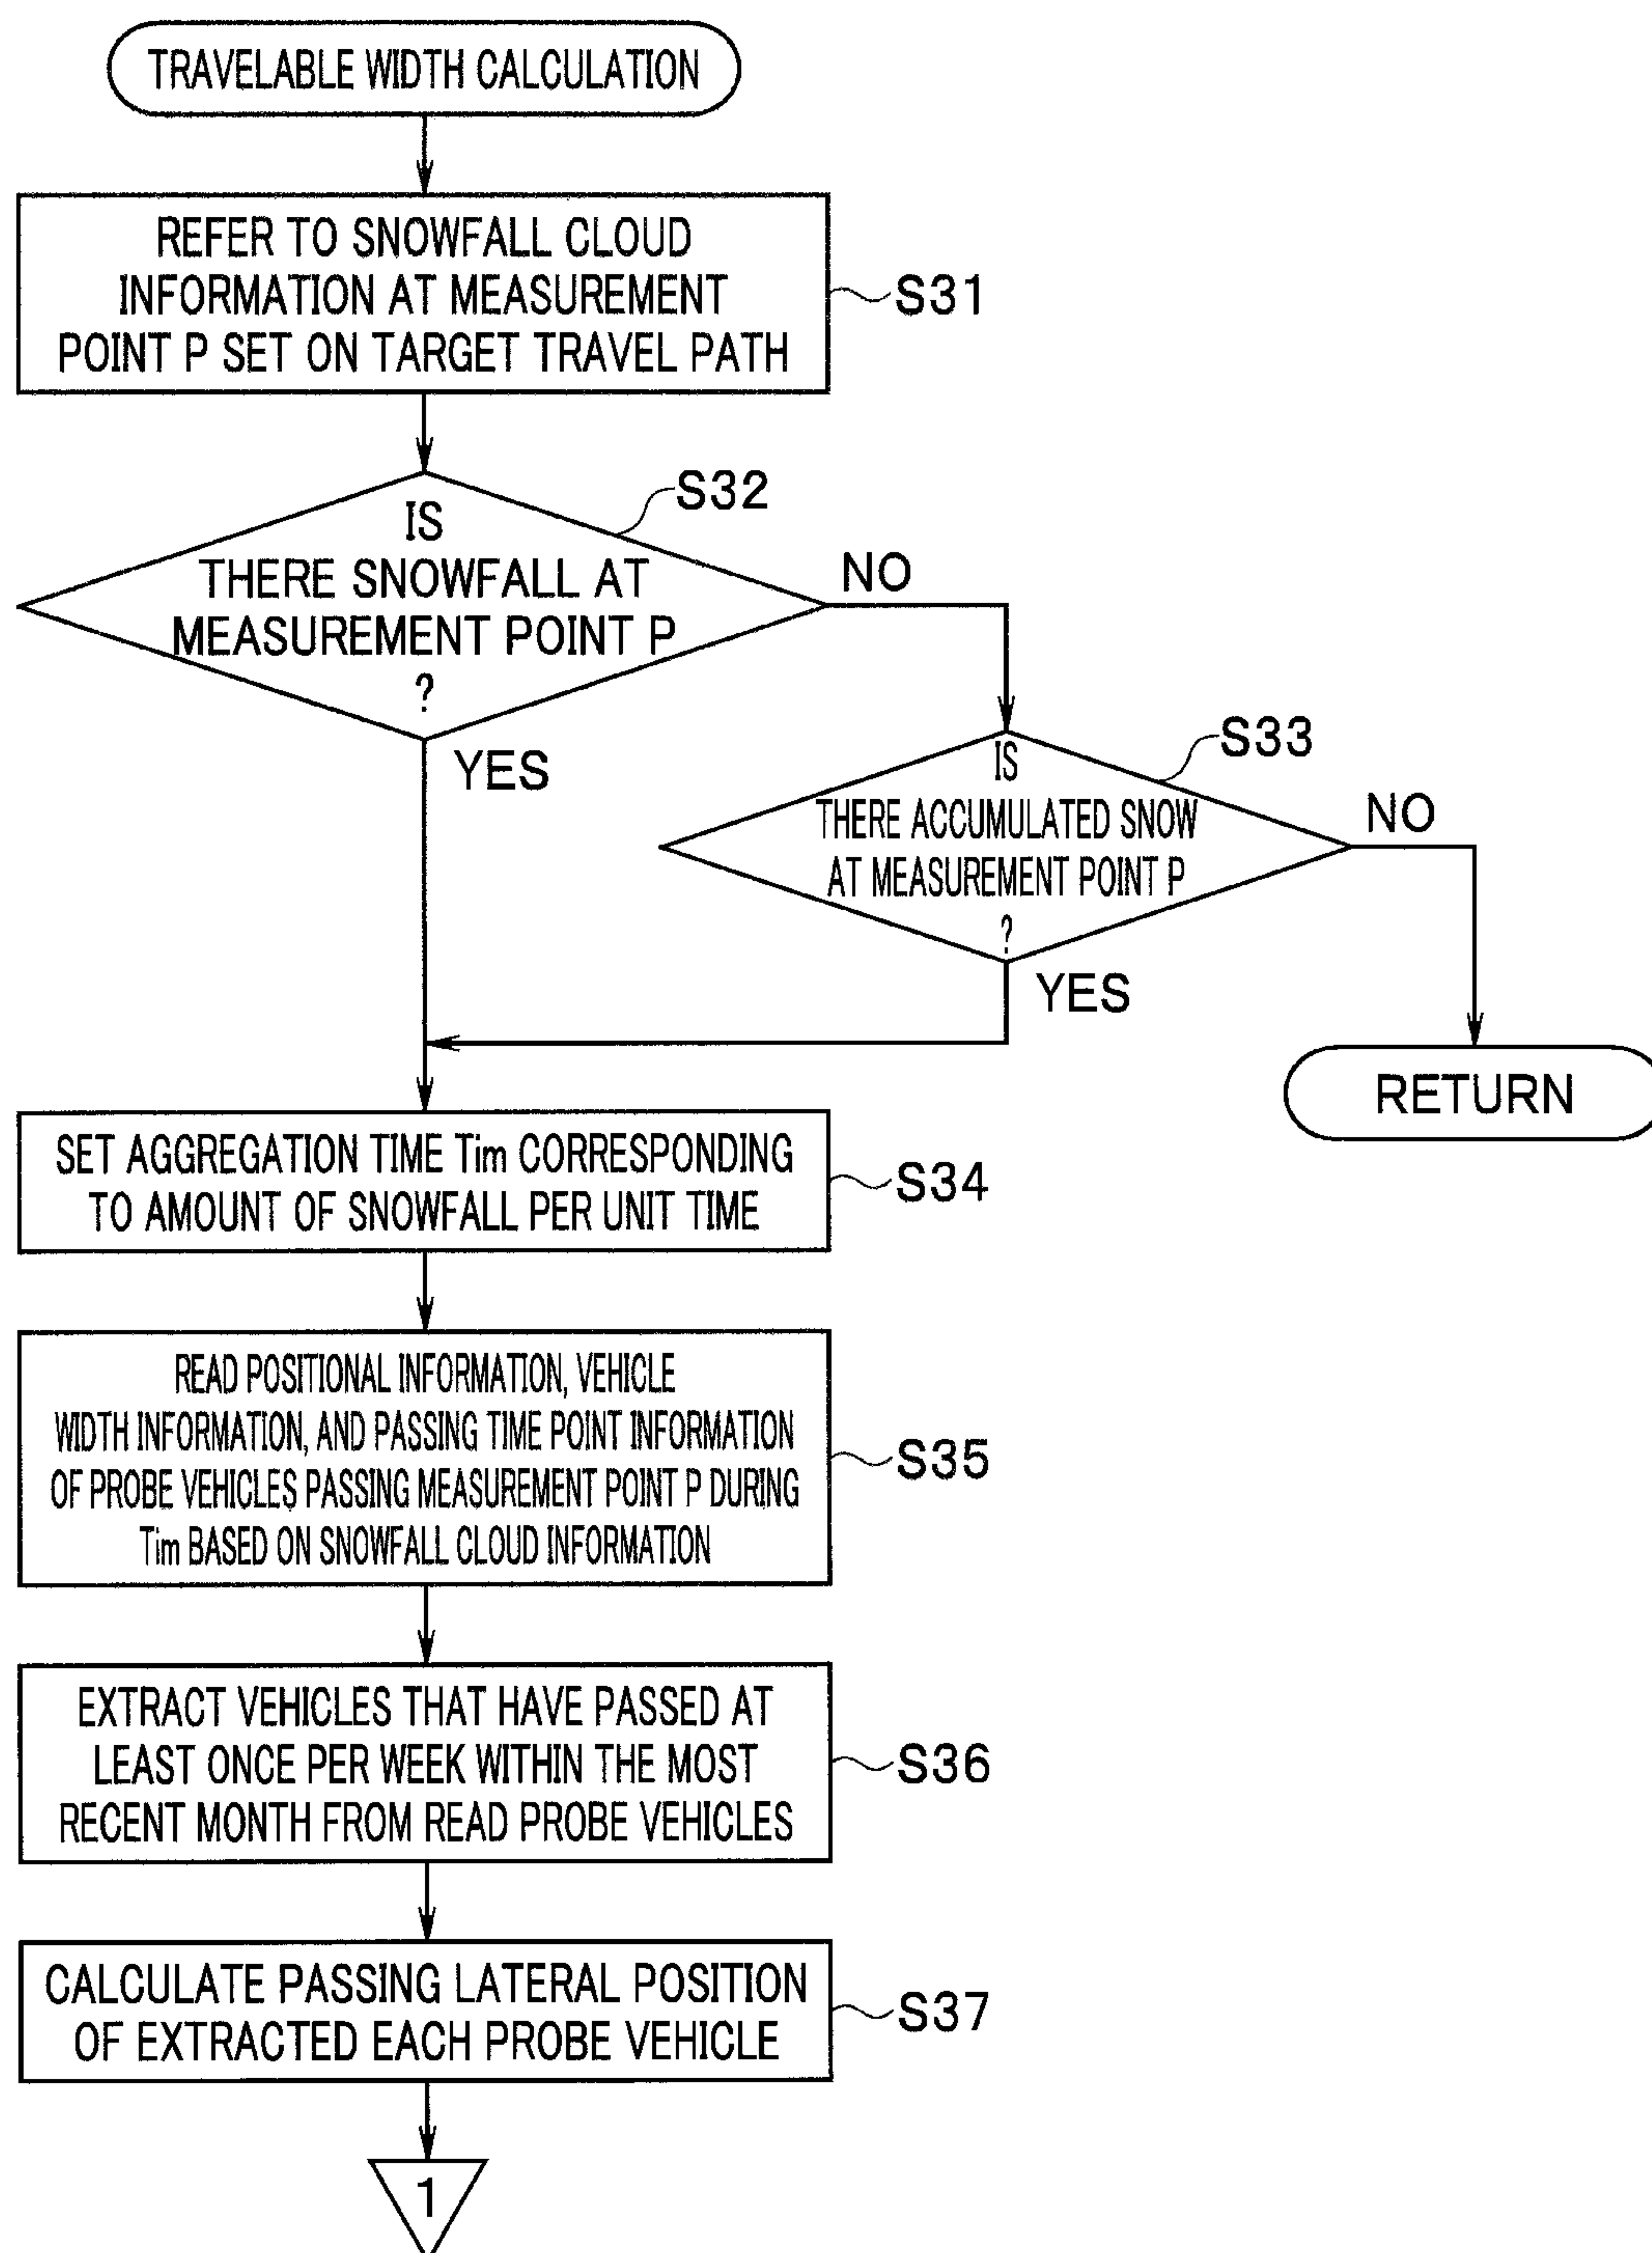 TRAVELABLE WIDTH CALCULATION
REFER TO SNOWFALL CLOUD
INFORMATION AT MEASUREMENT
POINT P SET ON TARGET TRAVEL PATH
S31
S32
IS
THERE SNOWFALL AT
MEASUREMENT POINT P
?
NO
YES
S33
IS
THERE ACCUMULATED SNOW
AT MEASUREMENT POINT P
?
NO
YES
RETURN
SET AGGREGATION TIME Tim CORRESPONDING
TO AMOUNT OF SNOWFALL PER UNIT TIME
S34
READ POSITIONAL INFORMATION, VEHICLE
WIDTH INFORMATION, AND PASSING TIME POINT INFORMATION
OF PROBE VEHICLES PASSING MEASUREMENT POINT P DURING
Tim BASED ON SNOWFALL CLOUD INFORMATION
S35
EXTRACT VEHICLES THAT HAVE PASSED AT
LEAST ONCE PER WEEK WITHIN THE MOST
RECENT MONTH FROM READ PROBE VEHICLES
S36
CALCULATE PASSING LATERAL POSITION
OF EXTRACTED EACH PROBE VEHICLE
S37
1